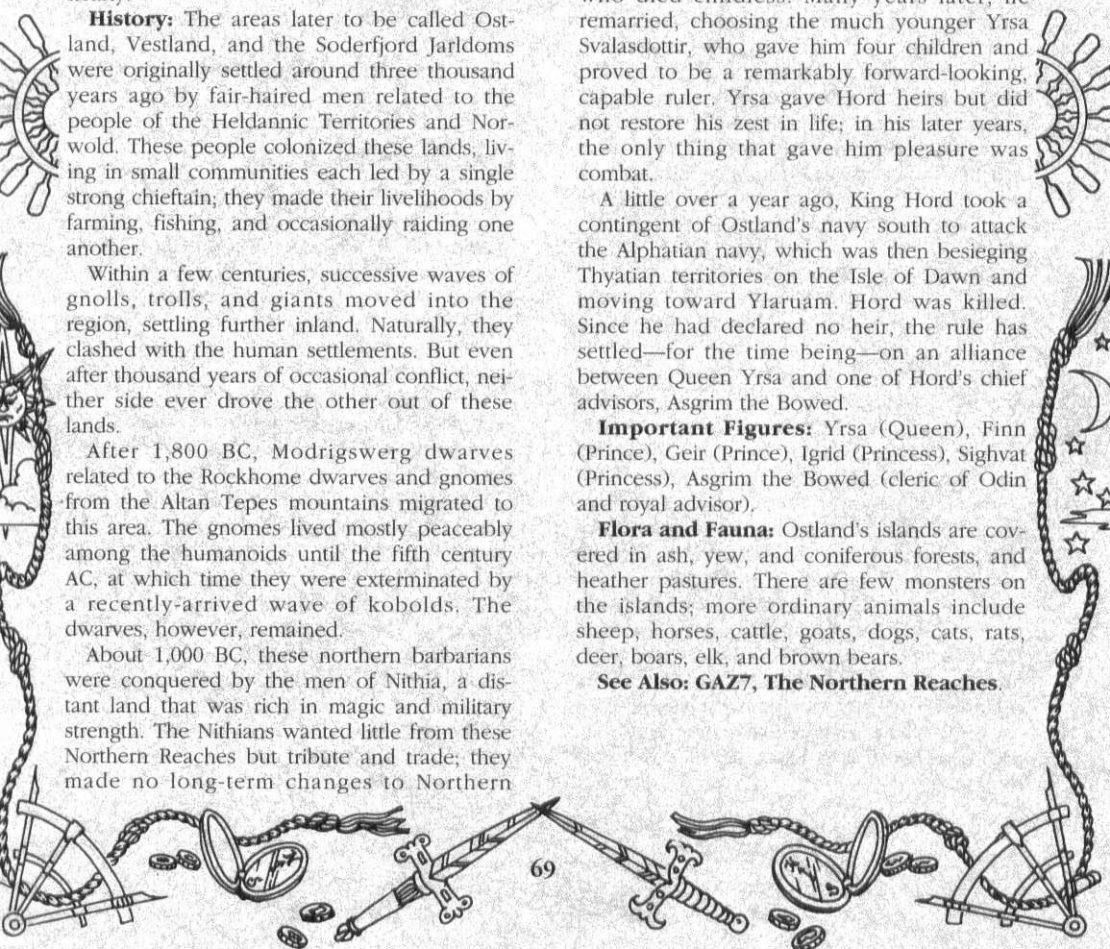 History: The areas later to be called Ost-
land, Vestland, and the Soderfjord Jarldoms
were originally settled around three thousand
years ago by fair-haired men related to the
people of the Heldannic Territories and Nor-
wold. These people colonized these lands, liv-
ing in small communities each led by a single
strong chieftain; they made their livelihoods by
farming, fishing, and occasionally raiding one
another.
Within a few centuries, successive waves of
gnolls, trolls, and giants moved into the
region, settling further inland. Naturally, they
clashed with the human settlements. But even
after thousand years of occasional conflict, nei-
ther side ever drove the other out of these
lands.
After 1,800 BC, Modrigswerg dwarves
related to the Rockhome dwarves and gnomes
from the Altan Tepes mountains migrated to
this area. The gnomes lived mostly peaceably
among the humanoids until the fifth century
AC, at which time they were exterminated by
a recently-arrived wave of kobolds. The
dwarves, however, remained.
About 1,000 BC, these northern barbarians
were conquered by the men of Nithia, a dis-
tant land that was rich in magic and military
strength. The Nithians wanted little from these
Northern Reaches but tribute and trade; they
made no long-term changes to Northern
who died childless. Many years later, he
remarried, choosing the much younger Yrsa
Svalasdottir, who gave him four children and
proved to be a remarkably forward-looking,
capable ruler. Yrsa gave Hord heirs but did
not restore his zest in life; in his later years,
the only thing that gave him pleasure was
combat.
A little over a year ago, King Hord took a
contingent of Ostland's navy south to attack
the Alphatian navy, which was then besieging
Thyatian territories on the Isle of Dawn and
moving toward Ylaruam. Hord was killed.
Since he had declared no heir, the rule has
settled—for the time being—on an alliance
between Queen Yrsa and one of Hord's chief
advisors, Asgrim the Bowed.
Important Figures: Yrsa (Queen), Finn
(Prince), Geir (Prince), Igrid (Princess), Sighvat
(Princess), Asgrim the Bowed (cleric of Odin
and royal advisor).
Flora and Fauna: Ostland's islands are cov-
ered in ash, yew, and coniferous forests, and
heather pastures. There are few monsters on
the islands; more ordinary animals include
sheep, horses, cattle, goats, dogs, cats, rats,
deer, boars, elk, and brown bears.
See Also: GAZ7, The Northern Reaches.
69